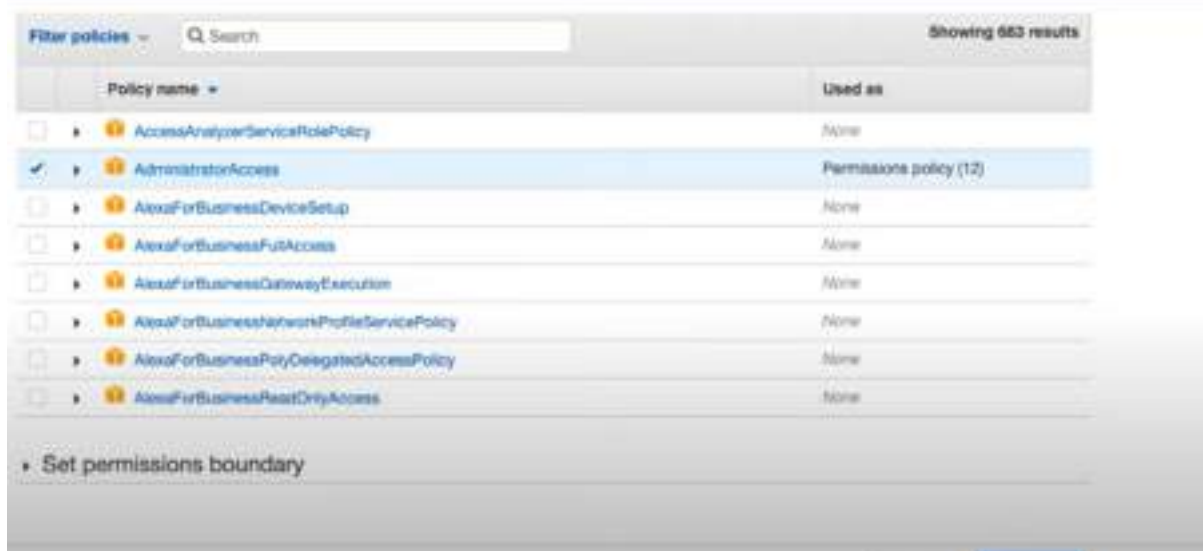 Filter policies
Search
Showing 663 results
Policy name
Used as
AccessAnalyzerServiceRolePolicy
None
AdministratorAccess
Permissions policy (12)
AlexaForBusinessDeviceSetup
None
AlexaForBusinessFullAccess
None
AlexaForBusinessGatewayExecution
None
AlexaForBusinessNetworkProfileServicePolicy
None
AlexaForBusinessPolyDelegatedAccessPolicy
None
AlexaForBusinessReadOnlyAccess
None
Set permissions boundary